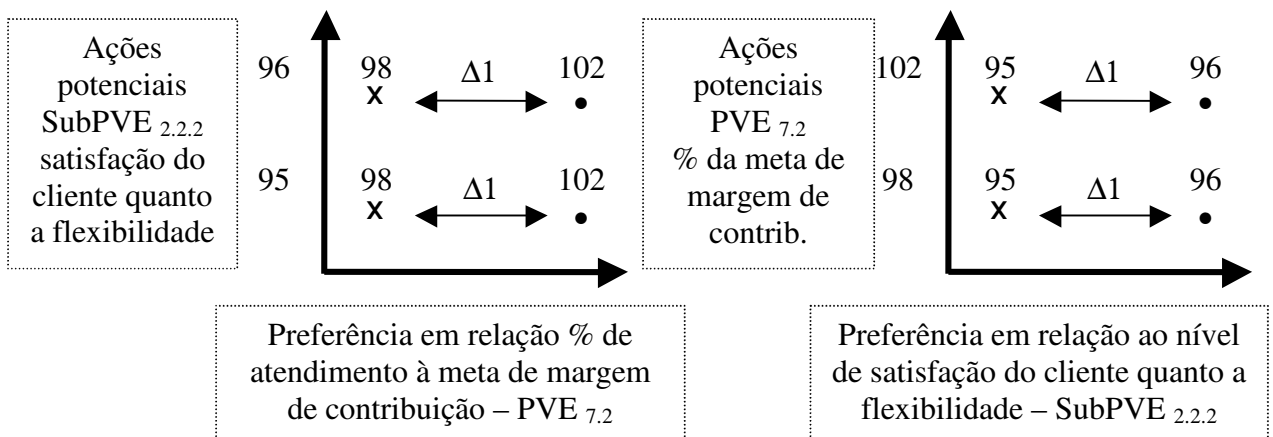 Ações
potenciais
SubPVE 2.2.2
satisfação do
cliente quanto
a flexibilidade
96
98
x
Δ1
102
95
98
x
Δ1
102
Preferência em relação % de
atendimento à meta de margem
de contribuição – PVE 7.2
Ações
potenciais
PVE 7.2
% da meta de
margem de
contrib.
102
95
x
Δ1
96
98
95
x
Δ1
96
Preferência em relação ao nível
de satisfação do cliente quanto a
flexibilidade – SubPVE 2.2.2